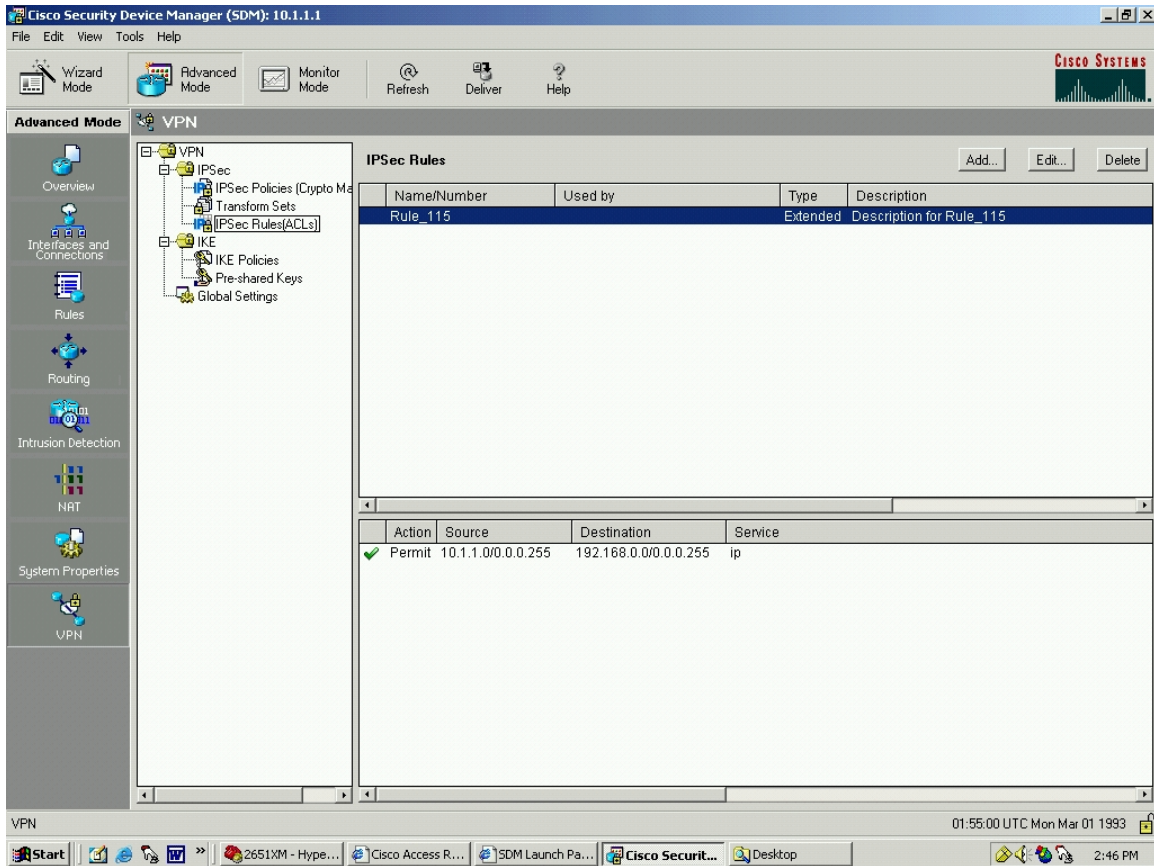 Cisco Security Device Manager (SDM): 10.1.1.1
File Edit View Tools Help
Wizard Mode
Advanced Mode
Monitor Mode
Refresh
Deliver
Help
CISCO SYSTEMS
Advanced Mode
VPN
Overview
Interfaces and Connections
Rules
Routing
Intrusion Detection
NAT
System Properties
VPN
VPN
IPSec
IPSec Policies (Crypto Ma
Transform Sets
IPSec Rules(ACLs)
IKE
IKE Policies
Pre-shared Keys
Global Settings
IPSec Rules
Add... Edit... Delete
Name/Number Used by Type Description
Rule_115 Extended Description for Rule_115
Action Source Destination Service
Permit 10.1.1.0/0.0.0.255 192.168.0.0/0.0.0.255 ip
VPN
01:55:00 UTC Mon Mar 01 1993
Start » 2651XM - Hype... Cisco Access R... SDM Launch Pa... Cisco Securit... Desktop 2:46 PM